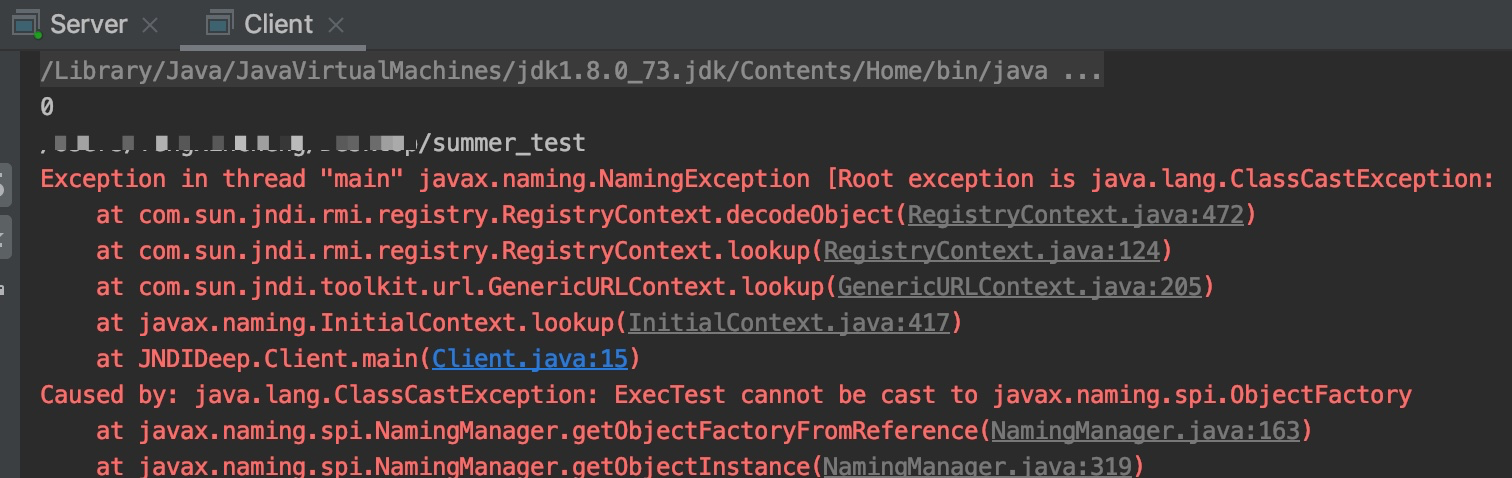 Server
Client
/Library/Java/JavaVirtualMachines/jdk1.8.0_73.jdk/Contents/Home/bin/java ...
0
/summer_test
Exception in thread "main" javax.naming.NamingException [Root exception is java.lang.ClassCastException:
at com.sun.jndi.rmi.registry.RegistryContext.decodeObject(RegistryContext.java:472)
at com.sun.jndi.rmi.registry.RegistryContext.lookup(RegistryContext.java:124)
at com.sun.jndi.toolkit.url.GenericURLContext.lookup(GenericURLContext.java:205)
at javax.naming.InitialContext.lookup(InitialContext.java:417)
at JNDIDeep.Client.main(Client.java:15)
Caused by: java.lang.ClassCastException: ExecTest cannot be cast to javax.naming.spi.ObjectFactory
at javax.naming.spi.NamingManager.getObjectFactoryFromReference(NamingManager.java:163)
at javax.naming.spi.NamingManager.getObjectInstance(NamingManager.java:319)